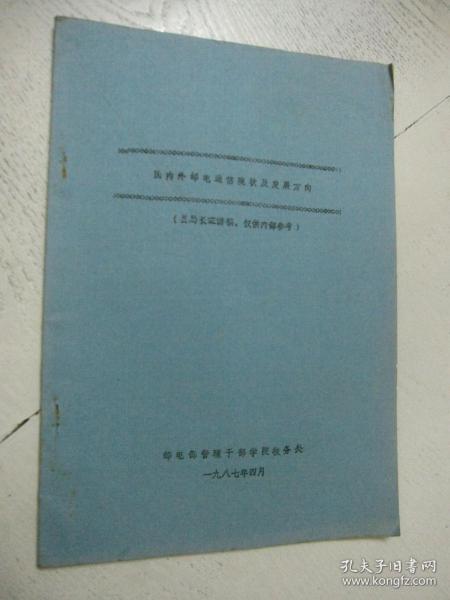 国内外邮电通信现状及发展方向
(县局长班讲稿、仅供内部参考)
邮电部管理干部学院教务处
一九八七年四月
孔夫子旧书网
www.kongfz.com